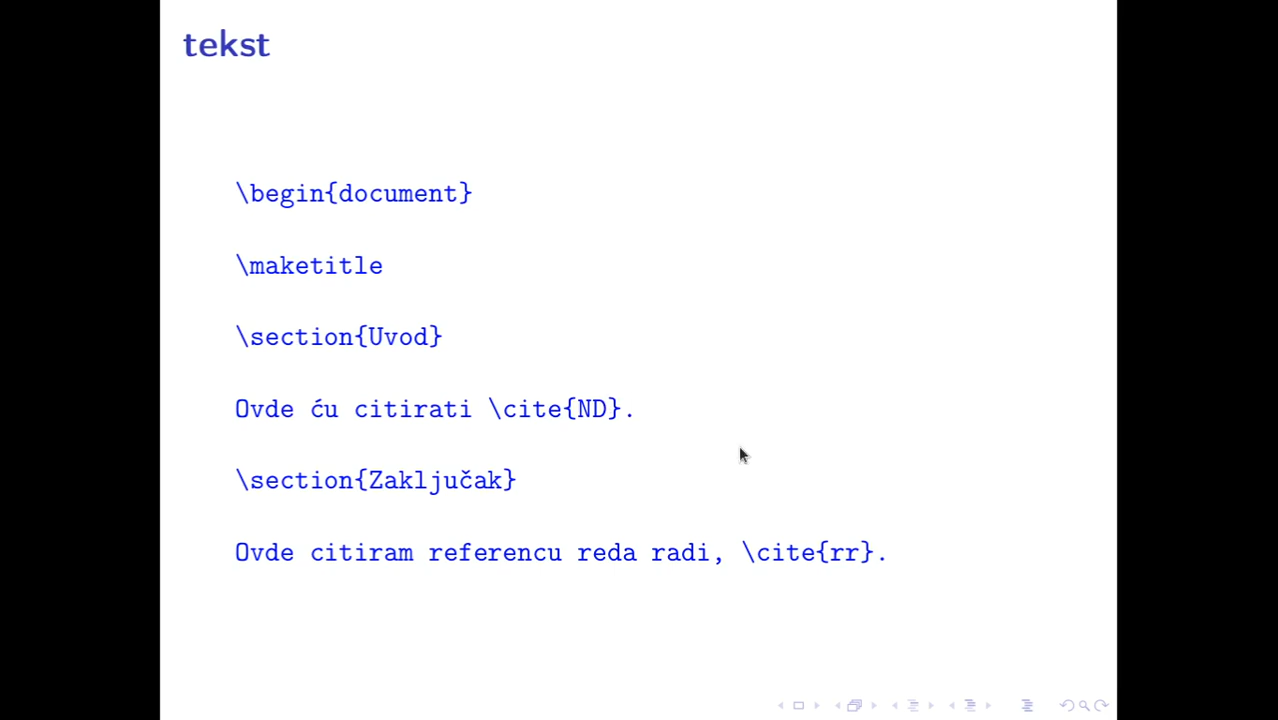 tekst
\begin{document}
\maketitle
\section{Uvod}
Ovde ću citirati \cite{ND}.
\section{Zaključak}
Ovde citiram referencu reda radi, \cite{rr}.